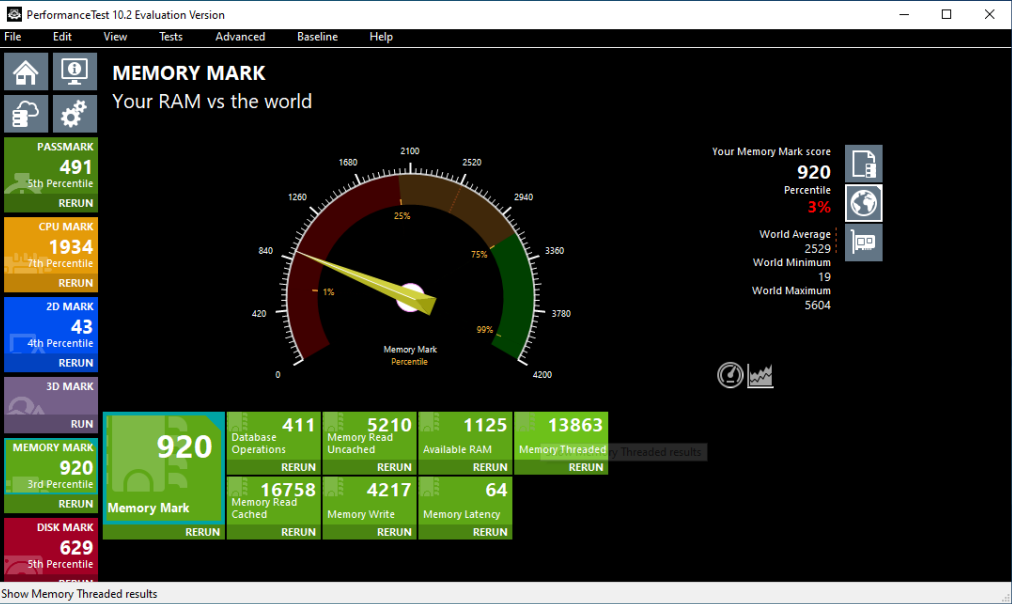 PerformanceTest 10.2 Evaluation Version
File Edit View Tests Advanced Baseline Help
MEMORY MARK
Your RAM vs the world
PASSMARK
491
5th Percentile
RERUN
CPU MARK
1934
7th Percentile
RERUN
2D MARK
43
4th Percentile
RERUN
3D MARK
RUN
MEMORY MARK
920
3rd Percentile
RERUN
DISK MARK
629
5th Percentile
RERUN
0
420
840
1260
1680
2100
2520
2940
3360
3780
4200
1%
25%
75%
99%
Memory Mark
Percentile
Your Memory Mark score
920
Percentile
3%
World Average
2529
World Minimum
19
World Maximum
5604
920
Memory Mark
RERUN
411
Database
Operations
RERUN
5210
Memory Read
Uncached
RERUN
1125
Available RAM
RERUN
13863
Memory Threaded
RERUN
16758
Memory Read
Cached
RERUN
4217
Memory Write
RERUN
64
Memory Latency
RERUN
Threaded results
Show Memory Threaded results